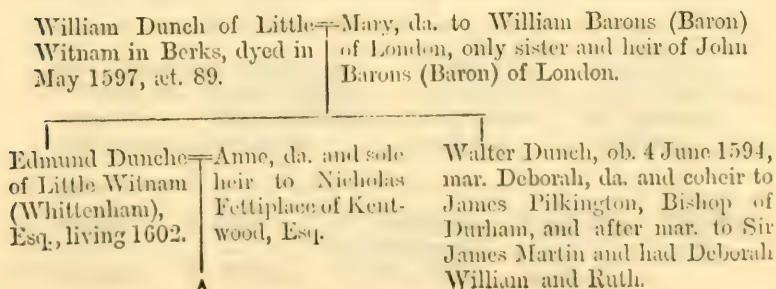 William Dunch of Little
Witnam in Berks, dyed in
May 1597, æt. 89.
Mary, da. to William Barons (Baron)
of London, only sister and heir of John
Barons (Baron) of London.
Edmund Dunche
of Little Witnam
(Whittenham),
Esq., living 1602.
Anne, da. and sole
heir to Nicholas
Fettiplace of Kent-
wood, Esq.
Walter Dunch, ob. 4 June 1594,
mar. Deborah, da. and coheir to
James Pilkington, Bishop of
Durham, and after mar. to Sir
James Martin and had Deborah
William and Ruth.
A